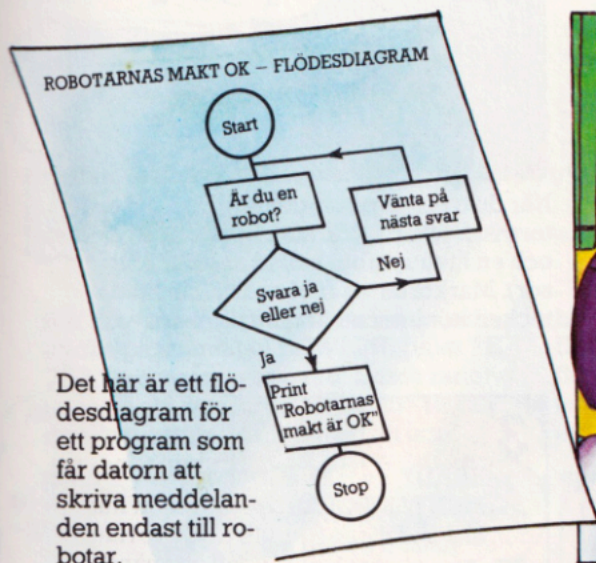 ROBOTARNAS MAKT OK – FLÖDESDIAGRAM
Start
Är du en
robot?
Vänta på
nästa svar
Svara ja
eller nej
Nej
Ja
Print
"Robotarnas
makt är OK"
Stop
Det här är ett flö-
desdiagram för
ett program som
får datorn att
skriva meddelan-
den endast till ro-
botar.